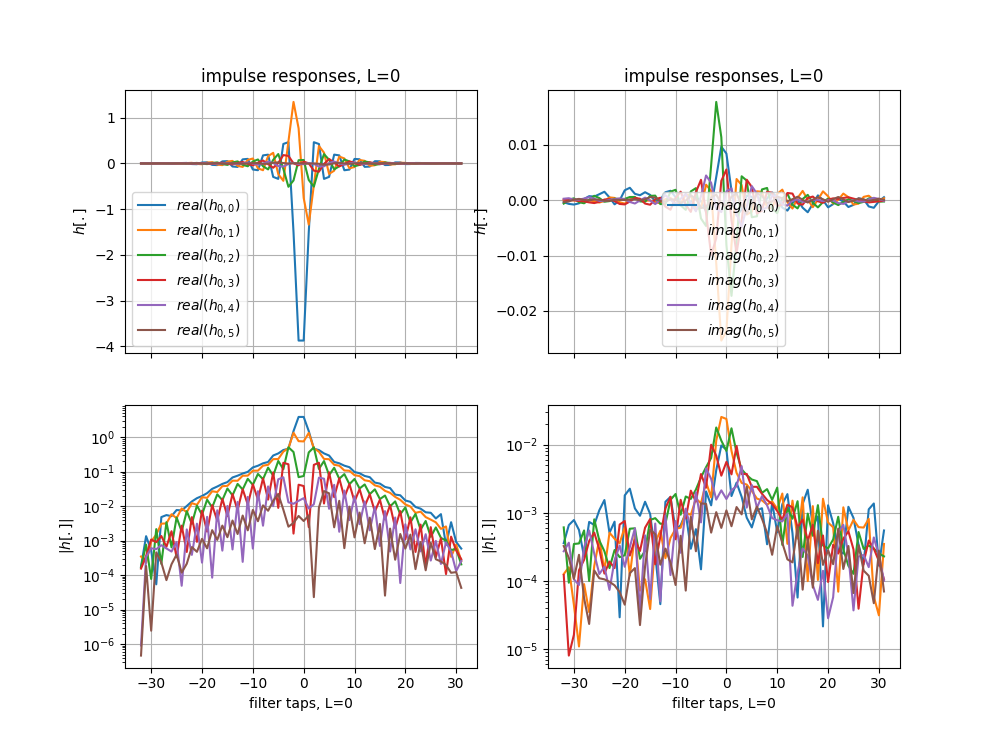 impulse responses, L=0
1
0
−1
−2
−3
−4
h[.]
real(h0,0)
real(h0,1)
real(h0,2)
real(h0,3)
real(h0,4)
real(h0,5)
impulse responses, L=0
0.01
0.00
−0.01
−0.02
h[.]
imag(h0,0)
imag(h0,1)
imag(h0,2)
imag(h0,3)
imag(h0,4)
imag(h0,5)
10^0
10^−1
10^−2
10^−3
10^−4
10^−5
10^−6
|h[.]|
−30 −20 −10 0 10 20 30
filter taps, L=0
10^−2
10^−3
10^−4
10^−5
|h[.]|
−30 −20 −10 0 10 20 30
filter taps, L=0